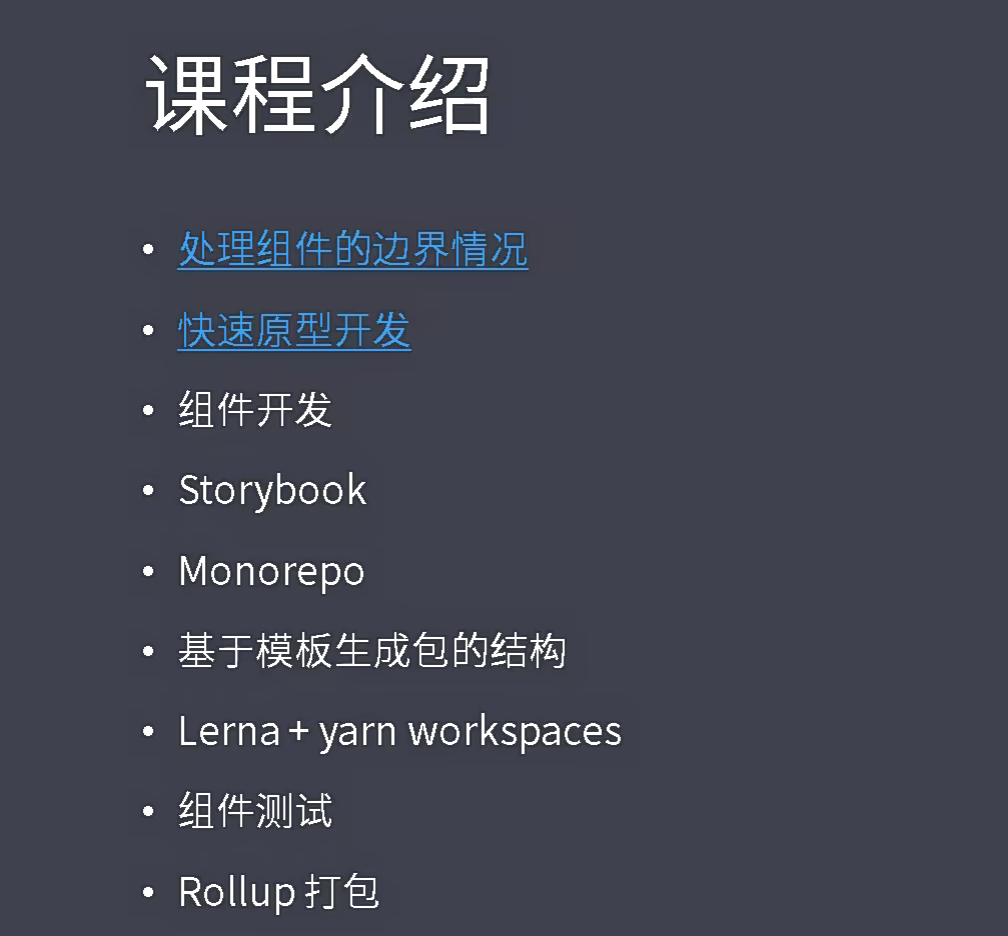 课程介绍
• 处理组件的边界情况
• 快速原型开发
• 组件开发
• Storybook
• Monorepo
• 基于模板生成包的结构
• Lerna + yarn workspaces
• 组件测试
• Rollup 打包